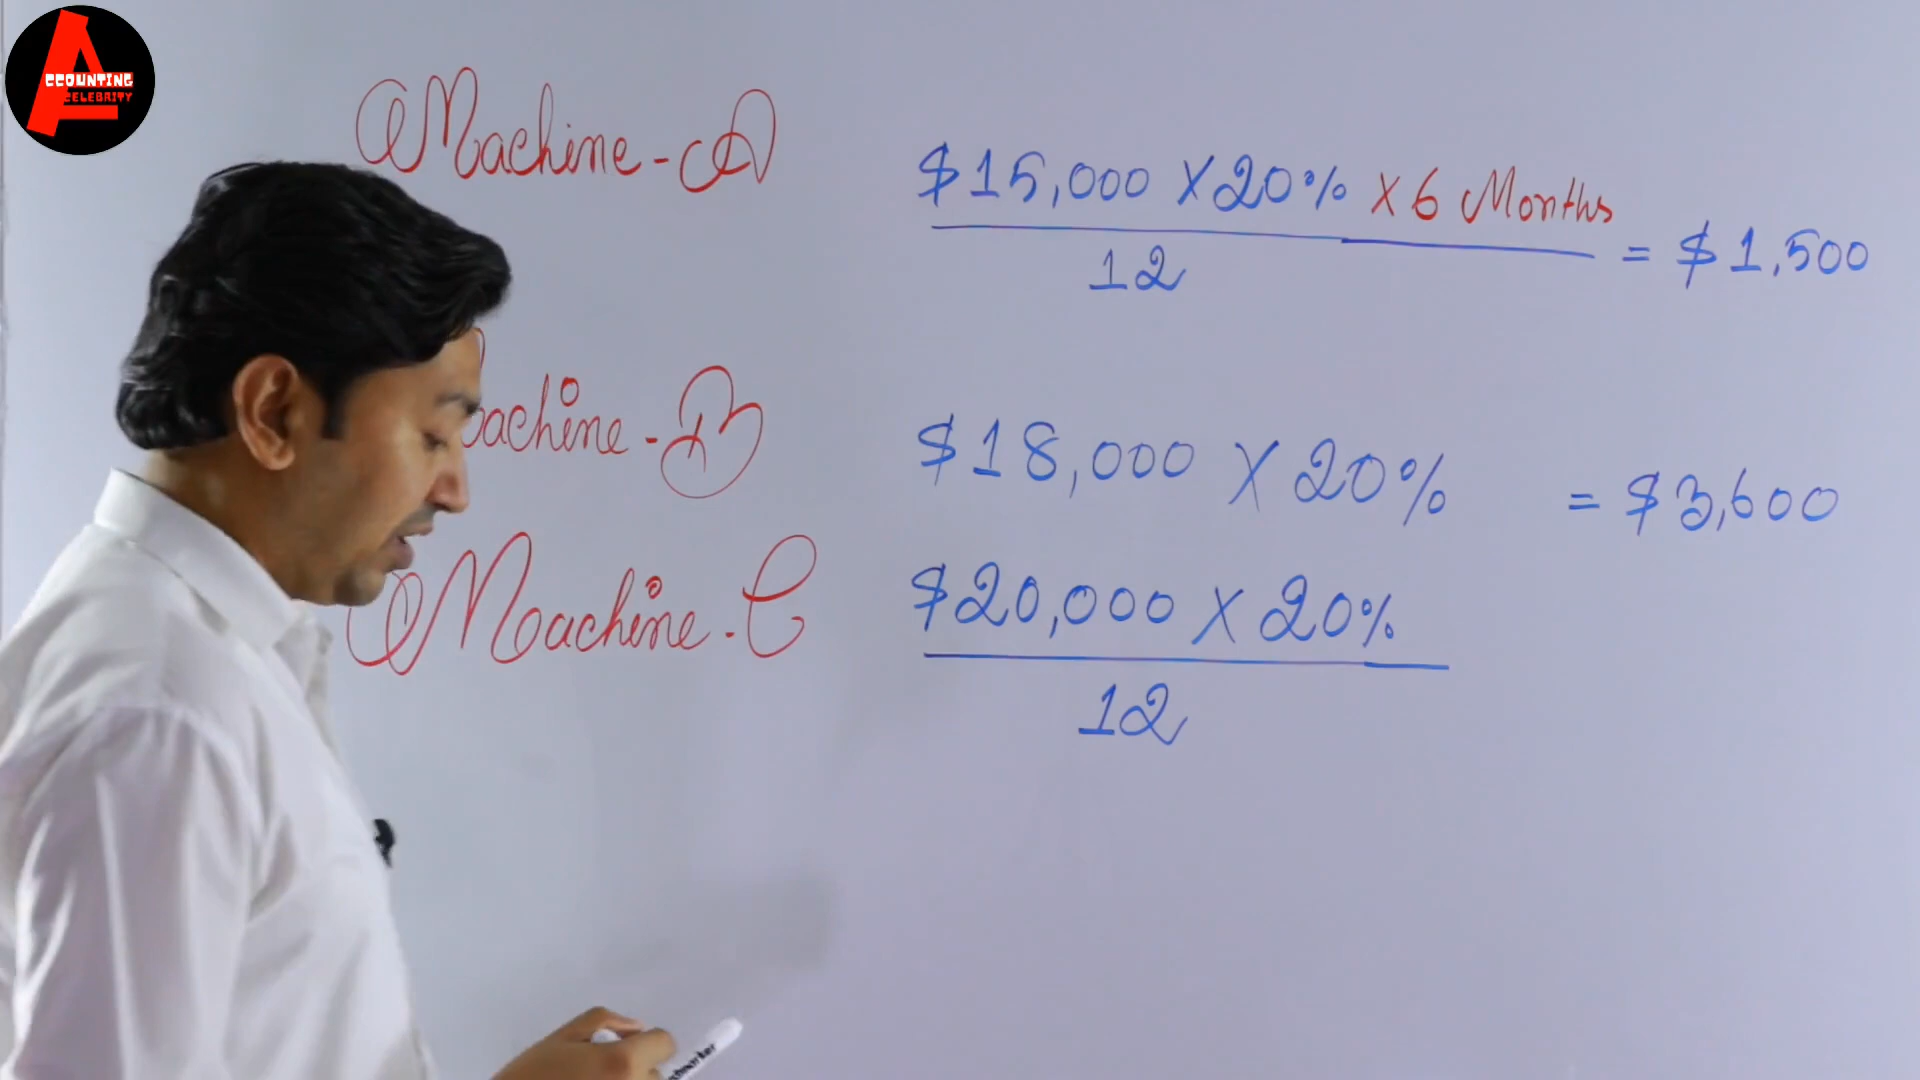 ACCOUNTING
CELEBRITY
Machine - A
$15,000 X 20% X 6 Months
12
= $1,500
achine - B
$18,000 X 20% = $3,600
Machine - C
$20,000 X 20%
12